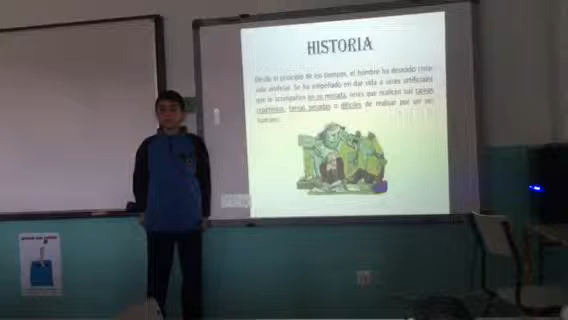 HISTORIA
Desde el principio de los tiempos, el hombre ha deseado crear
vida artificial. Se ha empeñado en dar vida a seres artificiales
que le acompañen en su morada, seres que realicen sus tareas
repetitivas, tareas pesadas o difíciles de realizar por un ser
humano.